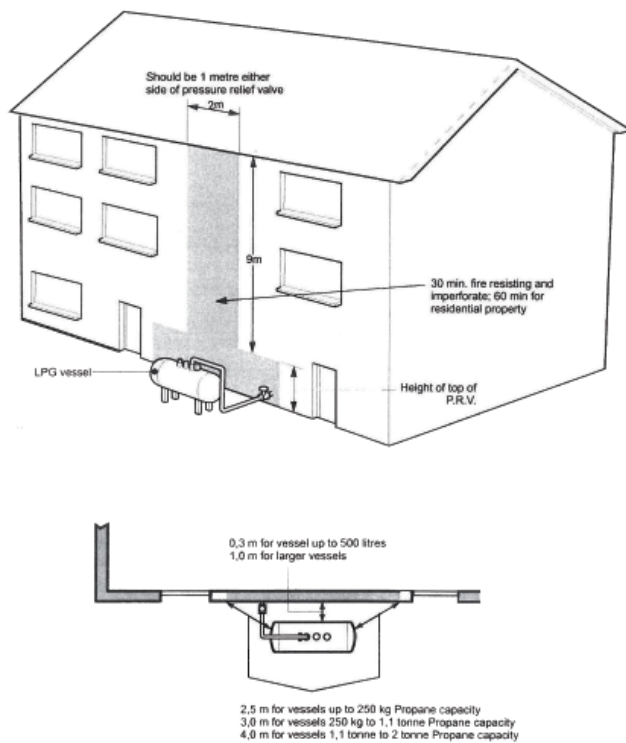 Should be 1 metre either
side of pressure relief valve
2m
9m
30 min. fire resisting and
imperforate; 60 min for
residential property
LPG vessel
Height of top of
P.R.V.
0,3 m for vessel up to 500 litres
1,0 m for larger vessels
2,5 m for vessels up to 250 kg Propane capacity
3,0 m for vessels 250 kg to 1,1 tonne Propane capacity
4,0 m for vessels 1,1 tonne to 2 tonne Propane capacity